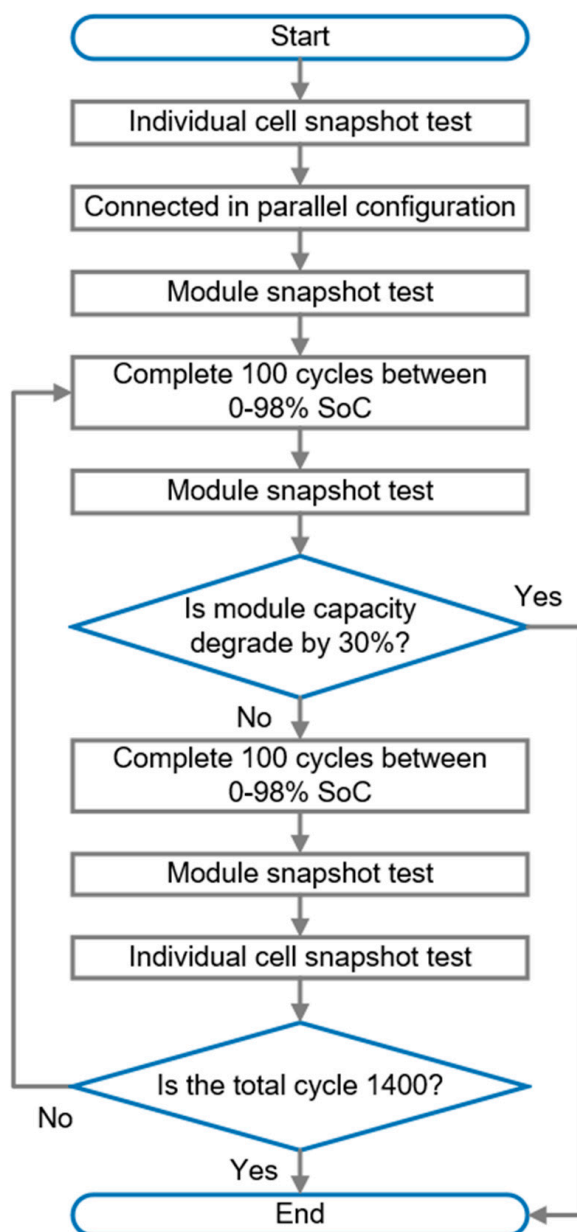 Start
Individual cell snapshot test
Connected in parallel configuration
Module snapshot test
Complete 100 cycles between
0-98% SoC
Module snapshot test
Is module capacity
degrade by 30%?
Yes
No
Complete 100 cycles between
0-98% SoC
Module snapshot test
Individual cell snapshot test
Is the total cycle 1400?
No
Yes
End